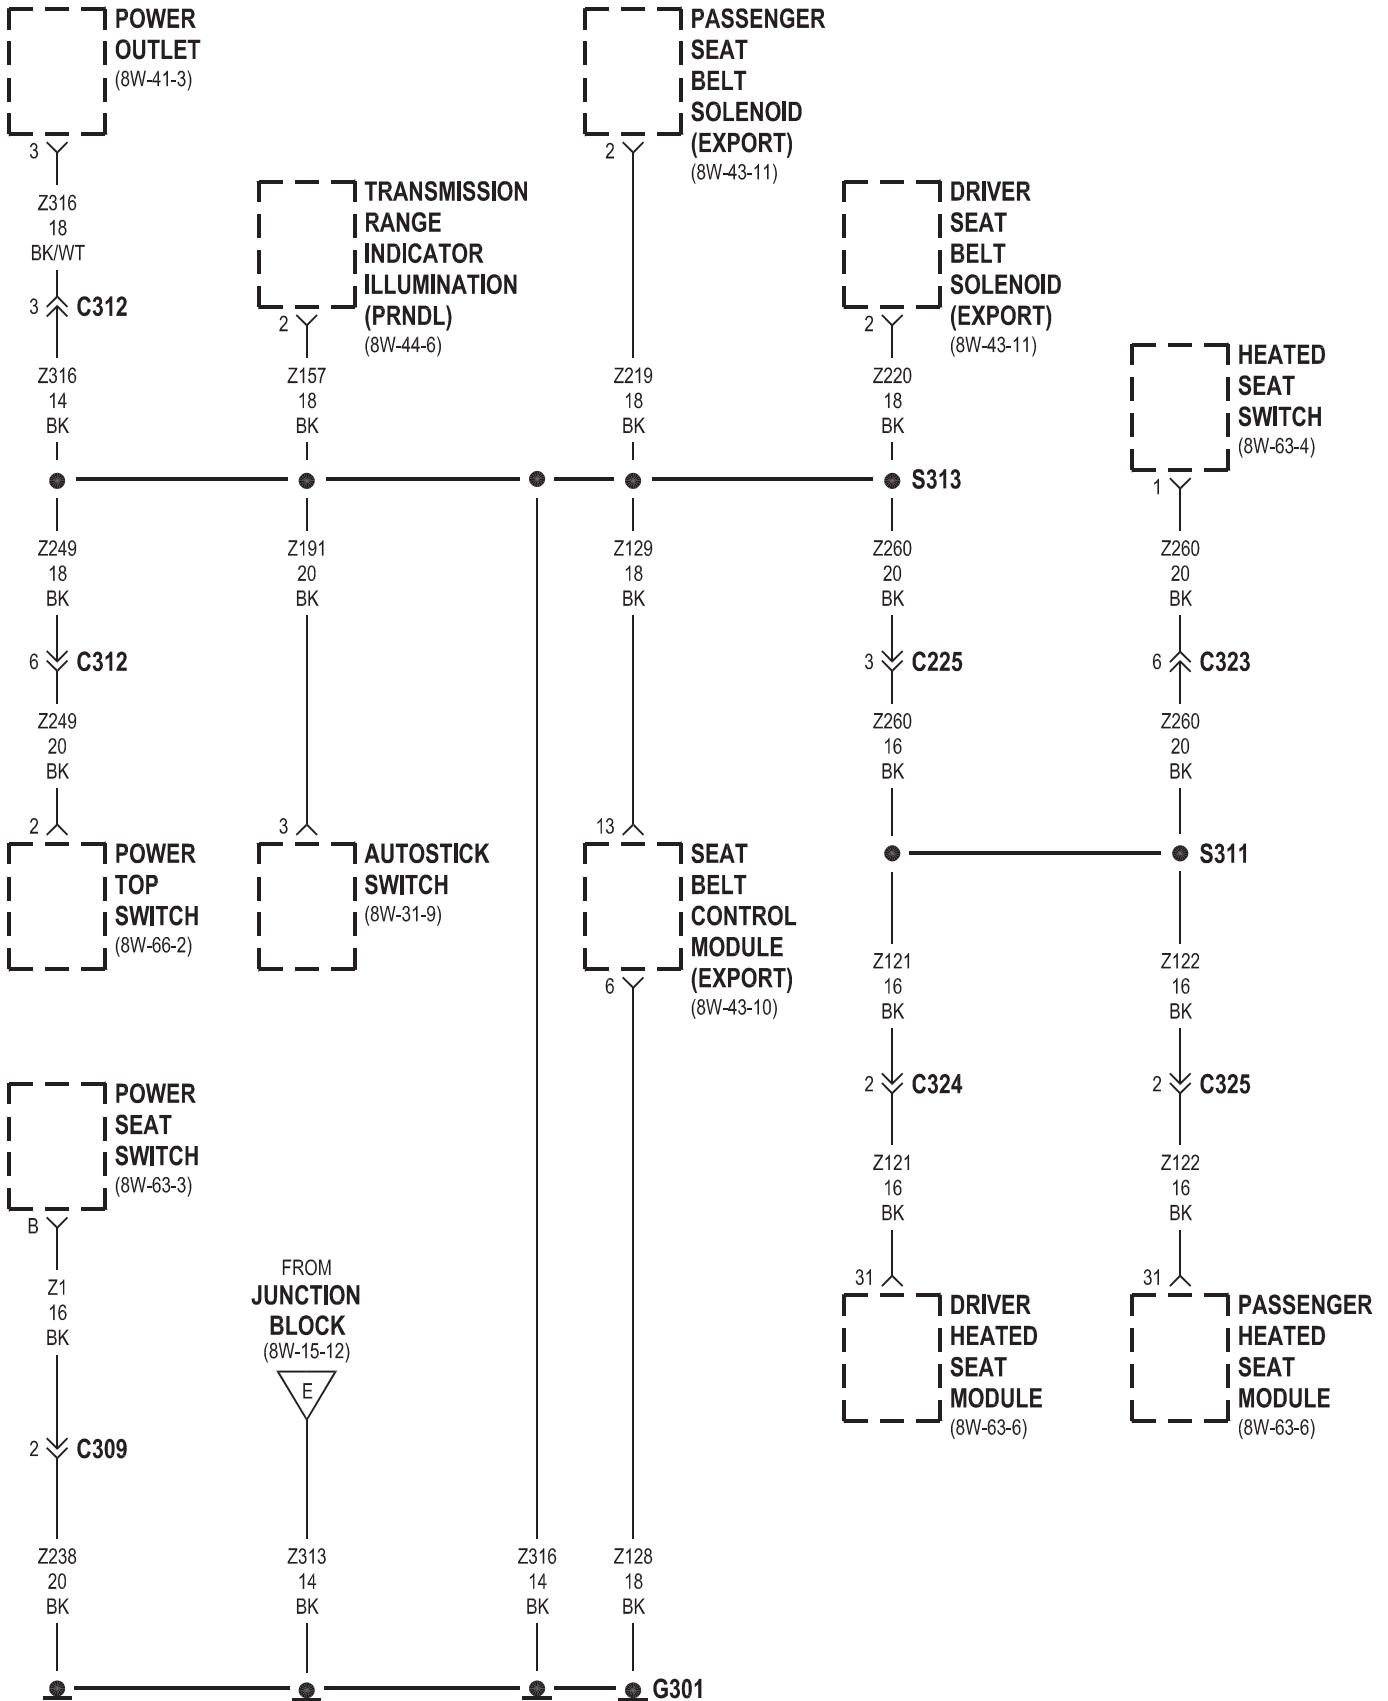 POWER
OUTLET
(8W-41-3)
3
Z316
18
BK/WT
3
C312
Z316
14
BK
TRANSMISSION
RANGE
INDICATOR
ILLUMINATION
(PRNDL)
(8W-44-6)
2
Z157
18
BK
PASSENGER
SEAT
BELT
SOLENOID
(EXPORT)
(8W-43-11)
2
Z219
18
BK
DRIVER
SEAT
BELT
SOLENOID
(EXPORT)
(8W-43-11)
2
Z220
18
BK
S313
HEATED
SEAT
SWITCH
(8W-63-4)
1
Z260
20
BK
6
C323
Z260
20
BK
Z249
18
BK
6
C312
Z249
20
BK
2
POWER
TOP
SWITCH
(8W-66-2)
Z191
20
BK
3
AUTOSTICK
SWITCH
(8W-31-9)
Z129
18
BK
13
SEAT
BELT
CONTROL
MODULE
(EXPORT)
(8W-43-10)
6
Z260
20
BK
3
C225
Z260
16
BK
S311
Z121
16
BK
2
C324
Z121
16
BK
31
DRIVER
HEATED
SEAT
MODULE
(8W-63-6)
Z122
16
BK
2
C325
Z122
16
BK
31
PASSENGER
HEATED
SEAT
MODULE
(8W-63-6)
POWER
SEAT
SWITCH
(8W-63-3)
B
Z1
16
BK
2
C309
Z238
20
BK
FROM
JUNCTION
BLOCK
(8W-15-12)
E
Z313
14
BK
Z316
14
BK
Z128
18
BK
G301